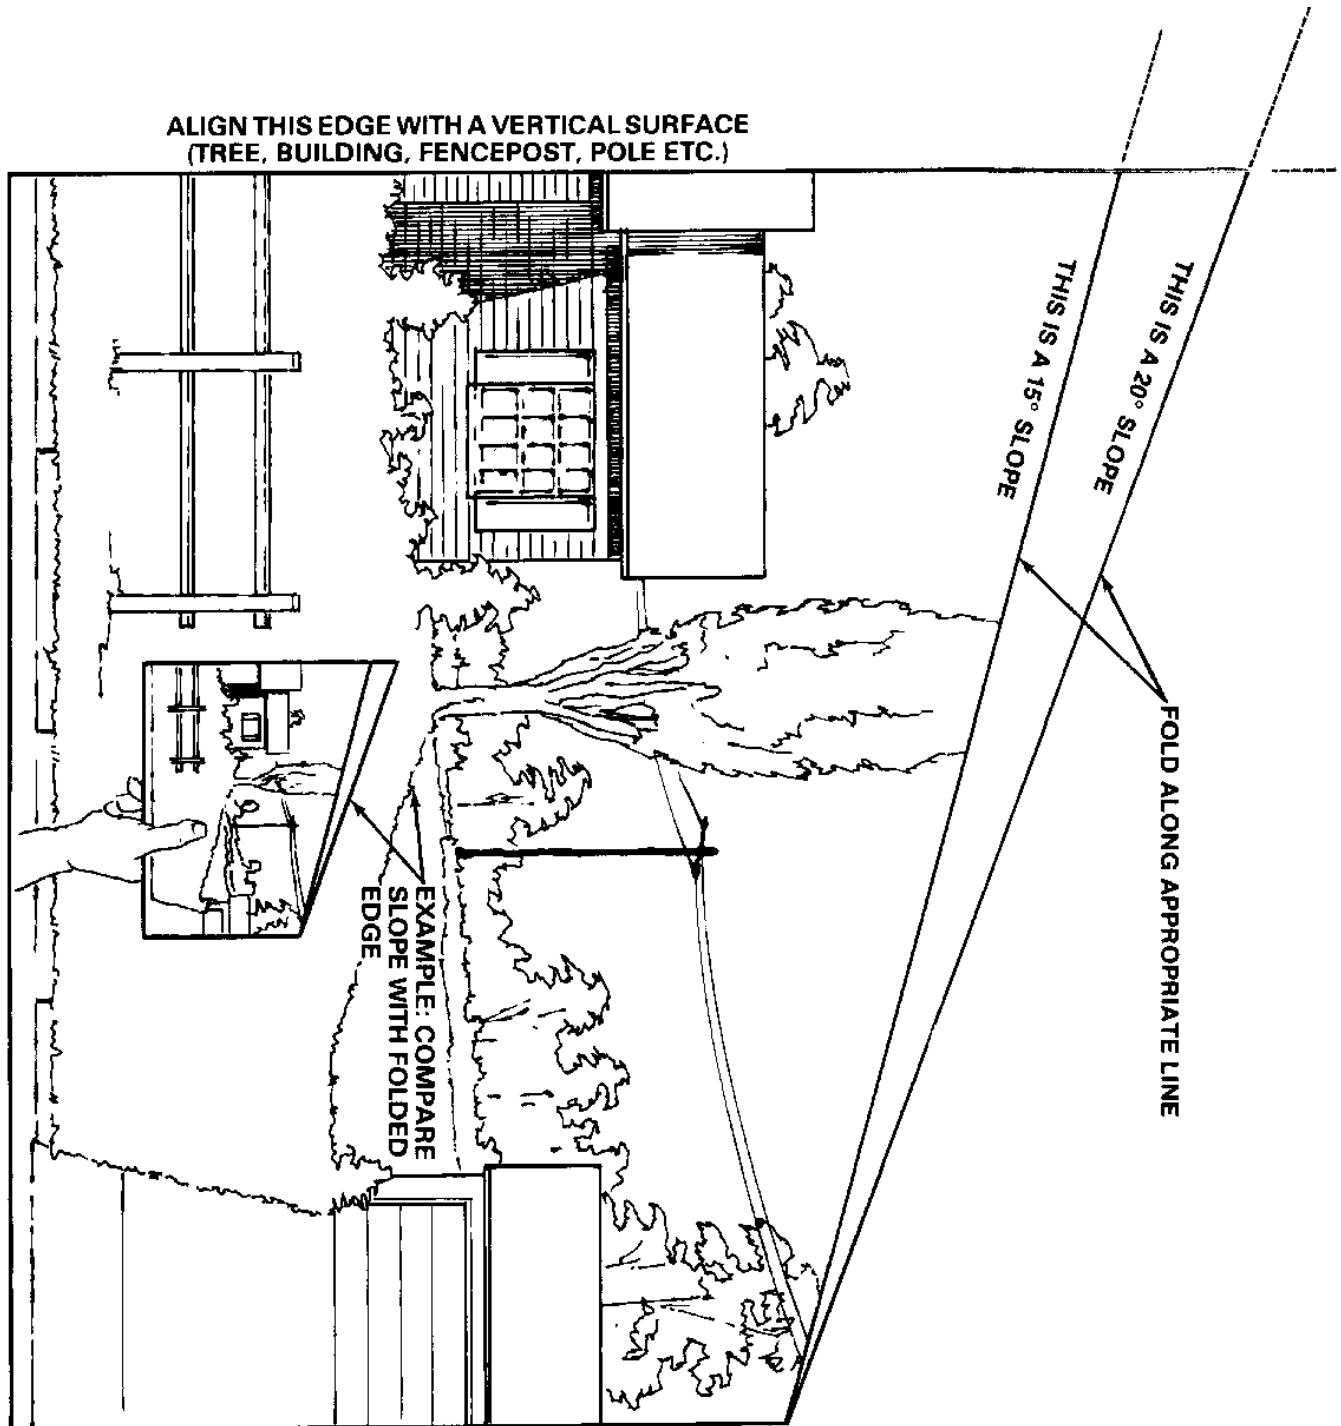 ALIGN THIS EDGE WITH A VERTICAL SURFACE
(TREE, BUILDING, FENCEPOST, POLE ETC.)
THIS IS A 20° SLOPE
THIS IS A 15° SLOPE
FOLD ALONG APPROPRIATE LINE
EXAMPLE: COMPARE
SLOPE WITH FOLDED
EDGE